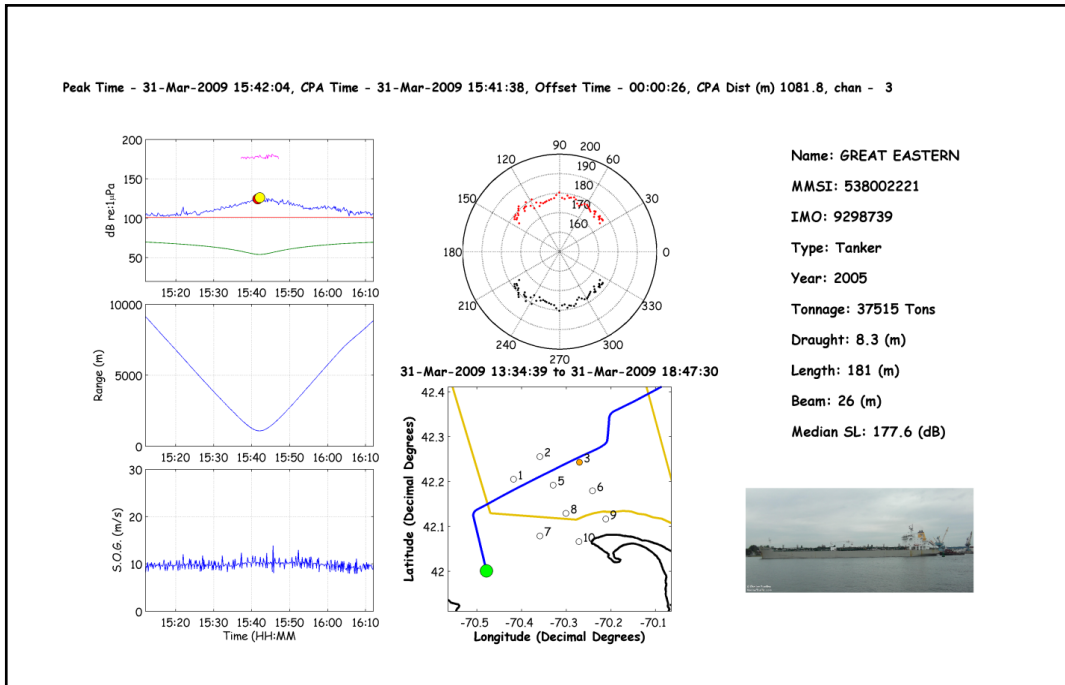 Peak Time - 31-Mar-2009 15:42:04, CPA Time - 31-Mar-2009 15:41:38, Offset Time - 00:00:26, CPA Dist (m) 1081.8, chan - 3
200
150
100
50
dB re:1µPa
15:20 15:30 15:40 15:50 16:00 16:10
10000
5000
0
Range (m)
15:20 15:30 15:40 15:50 16:00 16:10
30
20
10
0
S.O.G. (m/s)
15:20 15:30 15:40 15:50 16:00 16:10
Time (HH:MM
90
200
120
60
190
180
150
170
30
160
180
0
210
330
240
300
270
31-Mar-2009 13:34:39 to 31-Mar-2009 18:47:30
42.4
42.3
42.2
42.1
42
Latitude (Decimal Degrees)
1
2
3
5
6
7
8
9
10
-70.5 -70.4 -70.3 -70.2 -70.1
Longitude (Decimal Degrees)
Name: GREAT EASTERN
MMSI: 538002221
IMO: 9298739
Type: Tanker
Year: 2005
Tonnage: 37515 Tons
Draught: 8.3 (m)
Length: 181 (m)
Beam: 26 (m)
Median SL: 177.6 (dB)